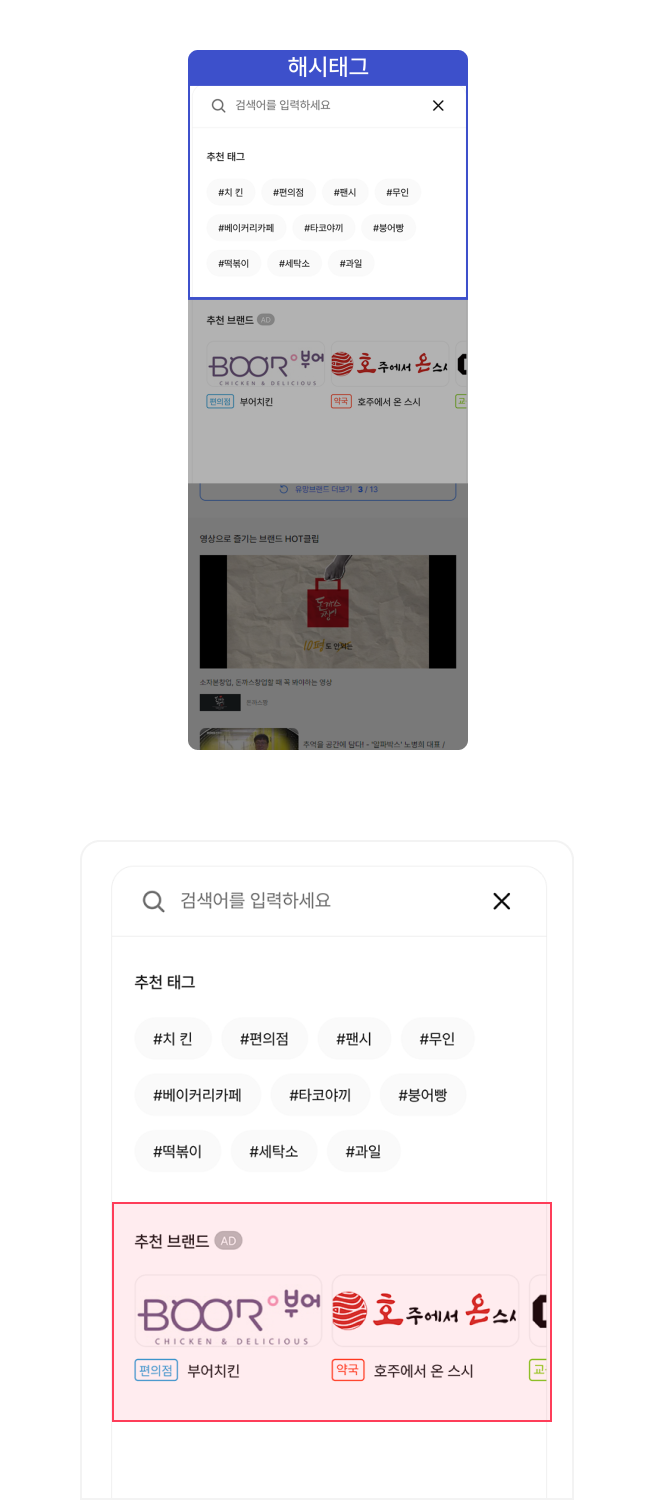 해시태그
검색어를 입력하세요
추천 태그
#치 킨 #편의점 #팬시 #무인
#베이커리카페 #타코야끼 #붕어빵
#떡볶이 #세탁소 #과일
추천 브랜드 AD
BOOR 부어 호주에서 온스시
CHICKEN & DELICIOUS
편의점 부어치킨 약국 호주에서 온 스시 교
유망브랜드 더보기 3 / 13
영상으로 즐기는 브랜드 HOT클립
돈까스
도 인정하는
소자본창업, 돈까스창업할 때 꼭 봐야하는 영상
추억을 공간에 담다! - '알파박스' 노병희 대표 /
검색어를 입력하세요
추천 태그
#치 킨 #편의점 #팬시 #무인
#베이커리카페 #타코야끼 #붕어빵
#떡볶이 #세탁소 #과일
추천 브랜드 AD
BOOR 부어 호주에서 온스시
CHICKEN & DELICIOUS
편의점 부어치킨 약국 호주에서 온 스시 교